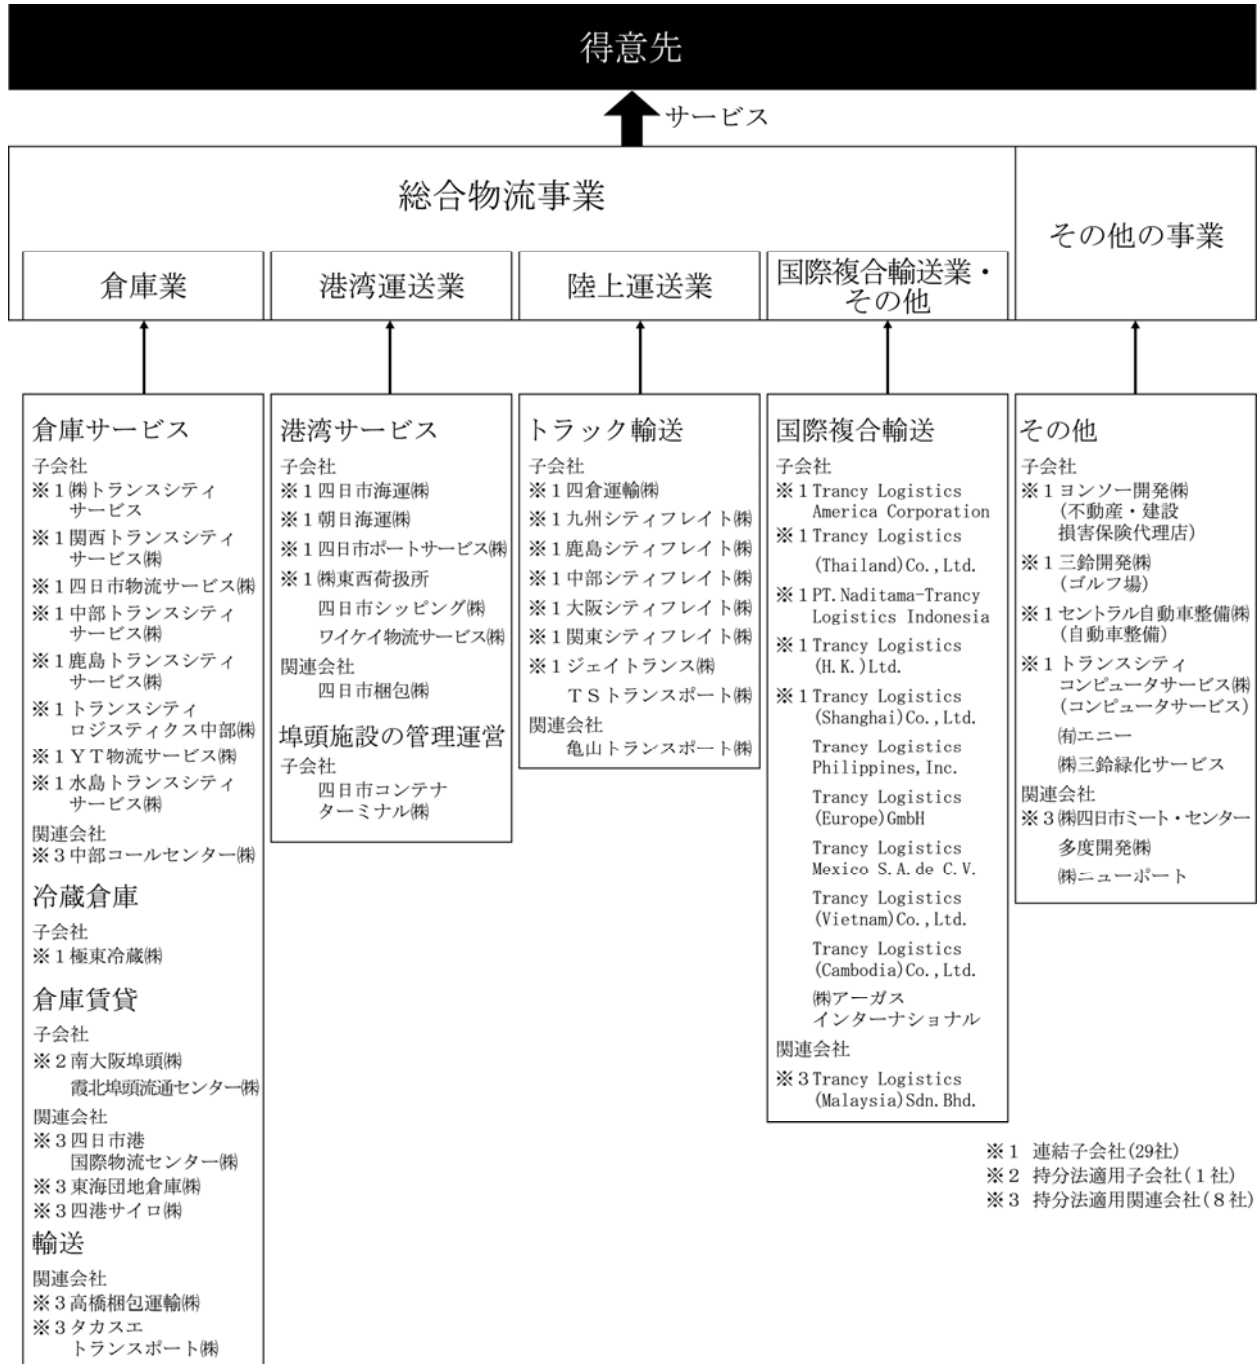 得意先
サービス
総合物流事業
その他の事業
倉庫業
港湾運送業
陸上運送業
国際複合輸送業・
その他
倉庫サービス
子会社
※1㈱トランスシティ
サービス
※1関西トランスシティ
サービス㈱
※1四日市物流サービス㈱
※1中部トランスシティ
サービス㈱
※1鹿島トランスシティ
サービス㈱
※1トランスシティ
ロジスティクス中部㈱
※1YT物流サービス㈱
※1水島トランスシティ
サービス㈱
関連会社
※3中部コールセンター㈱
冷蔵倉庫
子会社
※1極東冷蔵㈱
倉庫賃貸
子会社
※2南大阪埠頭㈱
霞北埠頭流通センター㈱
関連会社
※3四日市港
国際物流センター㈱
※3東海団地倉庫㈱
※3四港サイロ㈱
輸送
関連会社
※3高橋梱包運輸㈱
※3タカスエ
トランスポート㈱
港湾サービス
子会社
※1四日市海運㈱
※1朝日海運㈱
※1四日市ポートサービス㈱
※1㈱東西荷扱所
四日市シッピング㈱
ワイケイ物流サービス㈱
関連会社
四日市梱包㈱
埠頭施設の管理運営
子会社
四日市コンテナ
ターミナル㈱
トラック輸送
子会社
※1四倉運輸㈱
※1九州シティフレイト㈱
※1鹿島シティフレイト㈱
※1中部シティフレイト㈱
※1大阪シティフレイト㈱
※1関東シティフレイト㈱
※1ジェイトランス㈱
TSトランスポート㈱
関連会社
亀山トランスポート㈱
国際複合輸送
子会社
※1Trancy Logistics
America Corporation
※1Trancy Logistics
(Thailand)Co.,Ltd.
※1PT.Naditama-Trancy
Logistics Indonesia
※1Trancy Logistics
(H.K.)Ltd.
※1Trancy Logistics
(Shanghai)Co.,Ltd.
Trancy Logistics
Philippines,Inc.
Trancy Logistics
(Europe)GmbH
Trancy Logistics
Mexico S.A.de C.V.
Trancy Logistics
(Vietnam)Co.,Ltd.
Trancy Logistics
(Cambodia)Co.,Ltd.
㈱アーガス
インターナショナル
関連会社
※3Trancy Logistics
(Malaysia)Sdn.Bhd.
その他
子会社
※1ヨンソー開発㈱
(不動産・建設
損害保険代理店)
※1三鈴開発㈱
(ゴルフ場)
※1セントラル自動車整備㈱
(自動車整備)
※1トランスシティ
コンピュータサービス㈱
(コンピュータサービス)
㈲エニー
㈱三鈴緑化サービス
関連会社
※3㈱四日市ミート・センター
多度開発㈱
㈱ニューポート
※1 連結子会社(29社)
※2 持分法適用子会社(1社)
※3 持分法適用関連会社(8社)